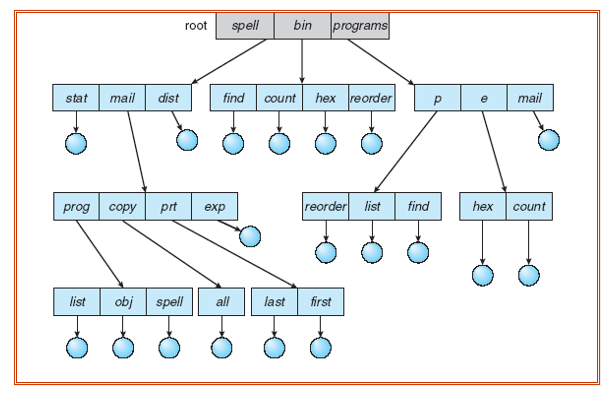 root spell bin programs
stat mail dist find count hex reorder p e mail
prog copy prt exp reorder list find hex count
list obj spell all last first